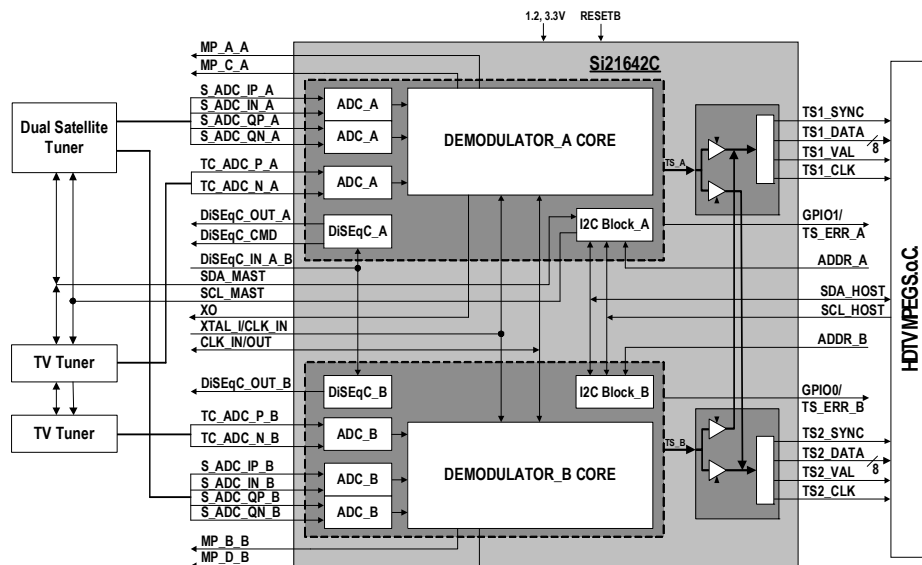 1.2, 3.3V
RESETB
Si21642C
MP_A_A
MP_C_A
S_ADC_IP_A
S_ADC_IN_A
S_ADC_QP_A
S_ADC_QN_A
ADC_A
ADC_A
DEMODULATOR_A CORE
Dual Satellite
Tuner
TC_ADC_P_A
TC_ADC_N_A
ADC_A
TS_A
TS1_SYNC
TS1_DATA
8
TS1_VAL
TS1_CLK
DiSEqC_OUT_A
DiSEqC_CMD
DiSEqC_A
I2C Block_A
GPIO1/
TS_ERR_A
DiSEqC_IN_A_B
ADDR_A
SDA_MAST
SCL_MAST
SDA_HOST
XO
SCL_HOST
XTAL_I/CLK_IN
CLK_IN/OUT
ADDR_B
HDTV MPEG S.o.C.
TV Tuner
DiSEqC_OUT_B
DiSEqC_B
I2C Block_B
GPIO0/
TS_ERR_B
TV Tuner
TC_ADC_P_B
TC_ADC_N_B
ADC_B
DEMODULATOR_B CORE
TS_B
TS2_SYNC
TS2_DATA
8
TS2_VAL
TS2_CLK
S_ADC_IP_B
S_ADC_IN_B
S_ADC_QP_B
S_ADC_QN_B
ADC_B
ADC_B
MP_B_B
MP_D_B